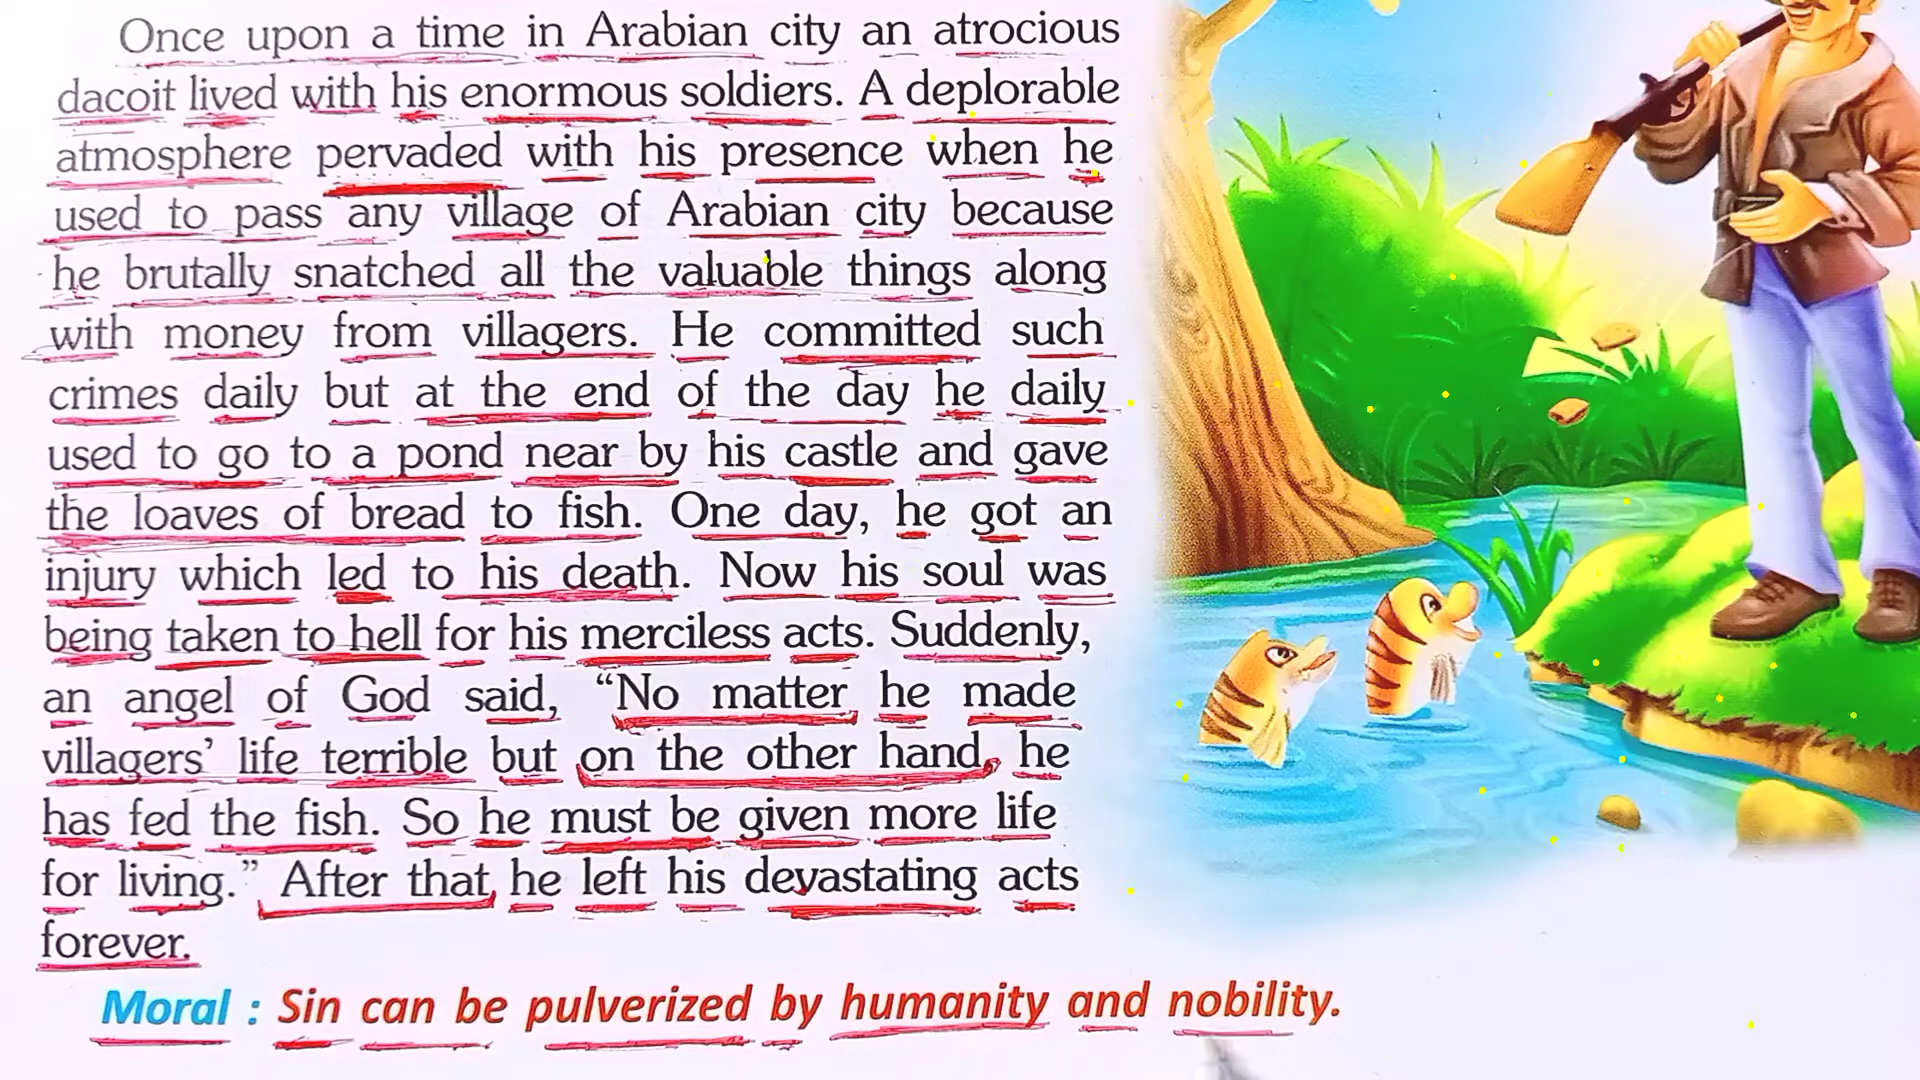 Once upon a time in Arabian city an atrocious
dacoit lived with his enormous soldiers. A deplorable
atmosphere pervaded with his presence when he
used to pass any village of Arabian city because
he brutally snatched all the valuable things along
with money from villagers. He committed such
crimes daily but at the end of the day he daily
used to go to a pond near by his castle and gave
the loaves of bread to fish. One day, he got an
injury which led to his death. Now his soul was
being taken to hell for his merciless acts. Suddenly,
an angel of God said, “No matter he made
villagers’ life terrible but on the other hand, he
has fed the fish. So he must be given more life
for living.” After that, he left his devastating acts
forever.
Moral : Sin can be pulverized by humanity and nobility.